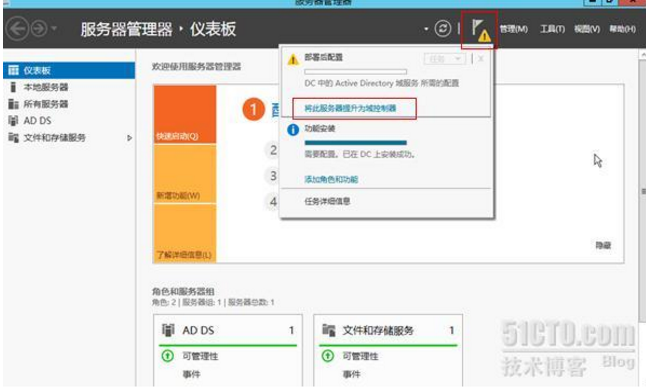 服务器管理器
服务器管理器 · 仪表板
管理(M) 工具(T) 视图(V) 帮助(H)
仪表板
本地服务器
所有服务器
AD DS
文件和存储服务
欢迎使用服务器管理器
部署后配置
任务
DC 中的 Active Directory 域服务 所需的配置
将此服务器提升为域控制器
功能安装
需要配置。已在 DC 上安装成功。
添加角色和功能
任务详细信息
快速启动(Q)
1
2
3
4
新增功能(W)
了解详细信息(L)
隐藏
角色和服务器组
角色: 2 | 服务器组: 1 | 服务器总数: 1
AD DS 1
可管理性
事件
文件和存储服务 1
可管理性
事件
51CTO.com
技术博客 Blog